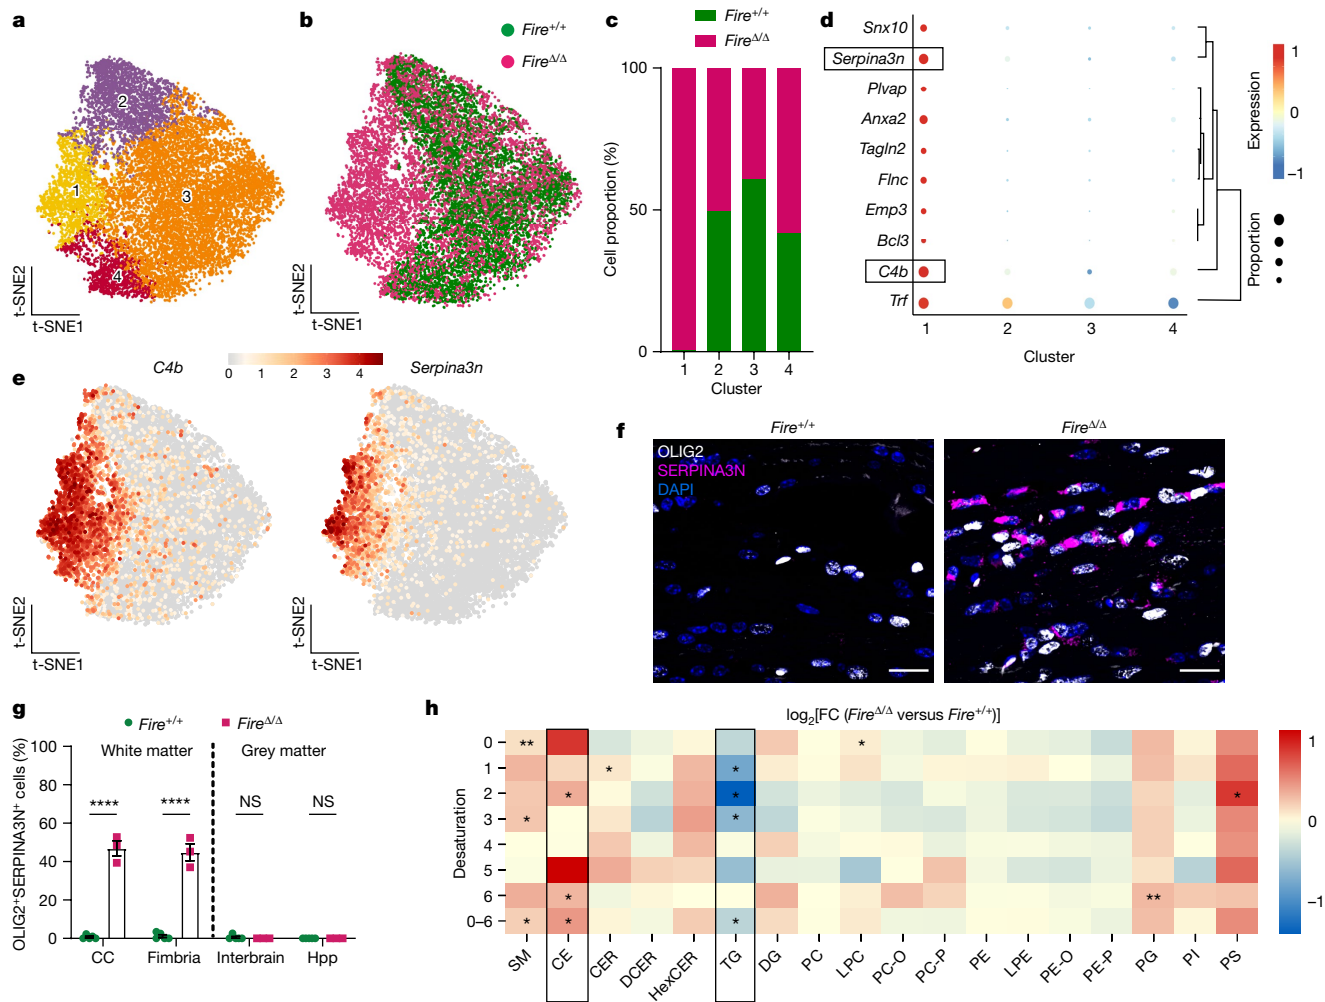 a
2
1
3
4
t-SNE2
t-SNE1
b
Fire+/+
FireΔ/Δ
t-SNE2
t-SNE1
c
Fire+/+
FireΔ/Δ
Cell proportion (%)
100
50
0
1 2 3 4
Cluster
d
Snx10
Serpina3n
Plvap
Anxa2
Tagln2
Flnc
Emp3
Bcl3
C4b
Trf
1 2 3 4
Cluster
Expression
1
0
−1
Proportion
e
C4b
0 1 2 3 4
Serpina3n
t-SNE2
t-SNE1
t-SNE2
t-SNE1
f
Fire+/+
FireΔ/Δ
OLIG2
SERPINA3N
DAPI
g
Fire+/+
FireΔ/Δ
OLIG2+SERPINA3N+ cells (%)
100
80
60
40
20
0
White matter
Grey matter
**** **** NS NS
CC Fimbria Interbrain Hpp
h
log2[FC (FireΔ/Δ versus Fire+/+)]
Desaturation
0 ** *
1 * *
2 * * *
3 * *
4
5
6 * **
0–6 * * *
SM CE CER DCER HexCER TG DG PC LPC PC-O PC-P PE LPE PE-O PE-P PG PI PS
1
0
−1